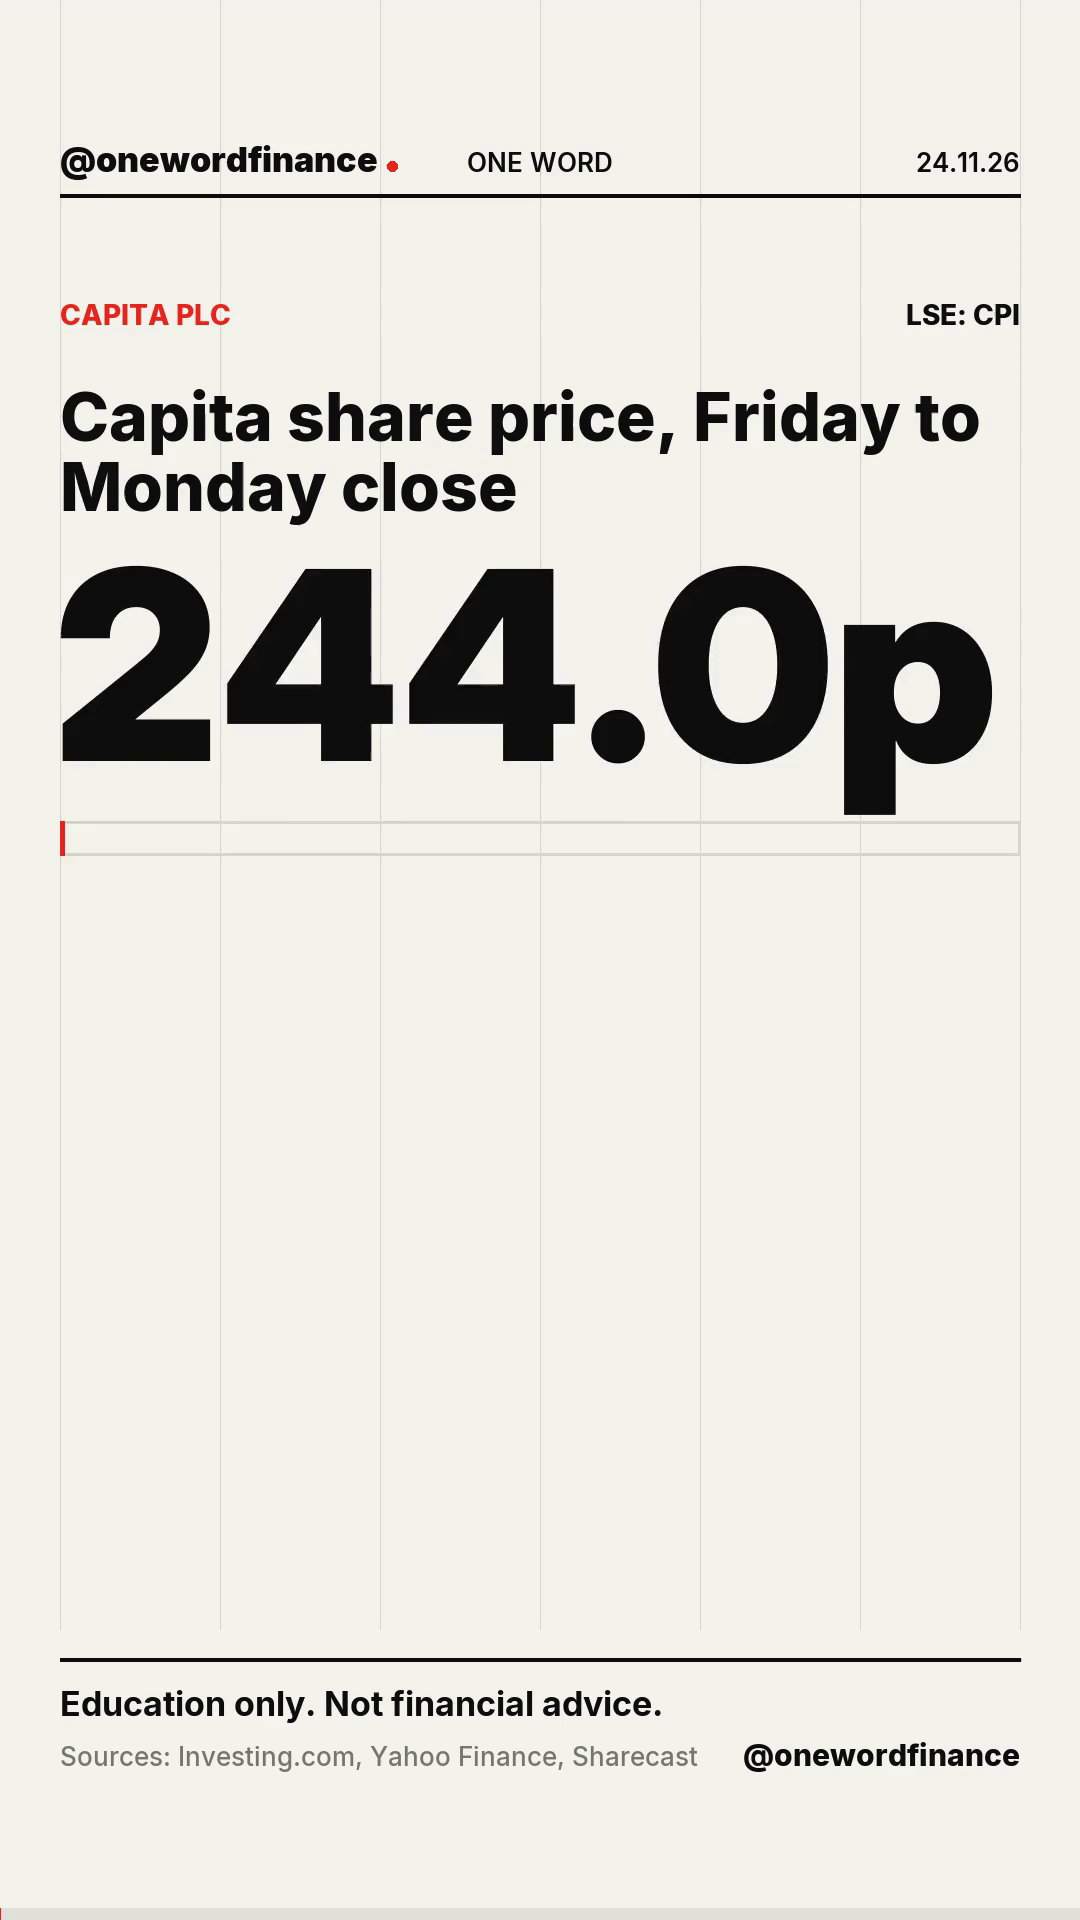 @onewordfinance
ONE WORD
24.11.26
CAPITA PLC
LSE: CPI
Capita share price, Friday to
Monday close
244.0p
Education only. Not financial advice.
Sources: Investing.com, Yahoo Finance, Sharecast
@onewordfinance